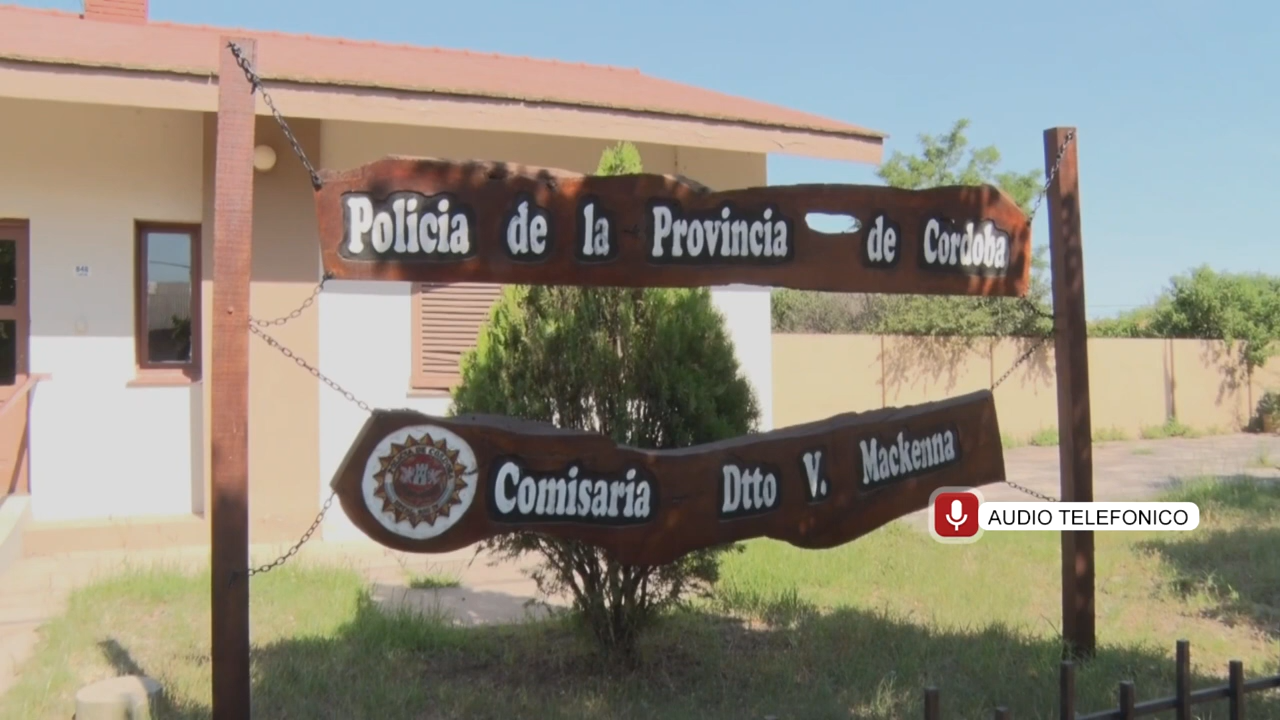 Policia de la Provincia de Cordoba
Comisaria Dtto V. Mackenna
AUDIO TELEFONICO